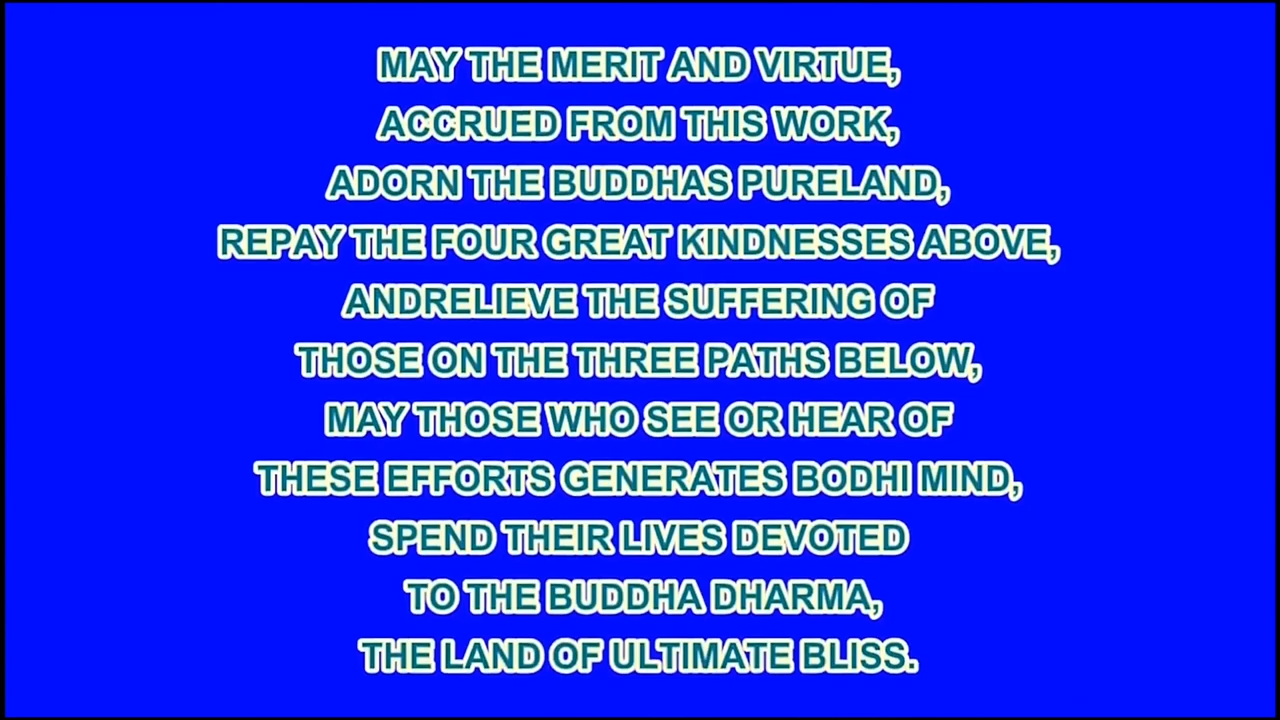 MAY THE MERIT AND VIRTUE,
ACCRUED FROM THIS WORK,
ADORN THE BUDDHAS PURELAND,
REPAY THE FOUR GREAT KINDNESSES ABOVE,
ANDRELIEVE THE SUFFERING OF
THOSE ON THE THREE PATHS BELOW,
MAY THOSE WHO SEE OR HEAR OF
THESE EFFORTS GENERATES BODHI MIND,
SPEND THEIR LIVES DEVOTED
TO THE BUDDHA DHARMA,
THE LAND OF ULTIMATE BLISS.